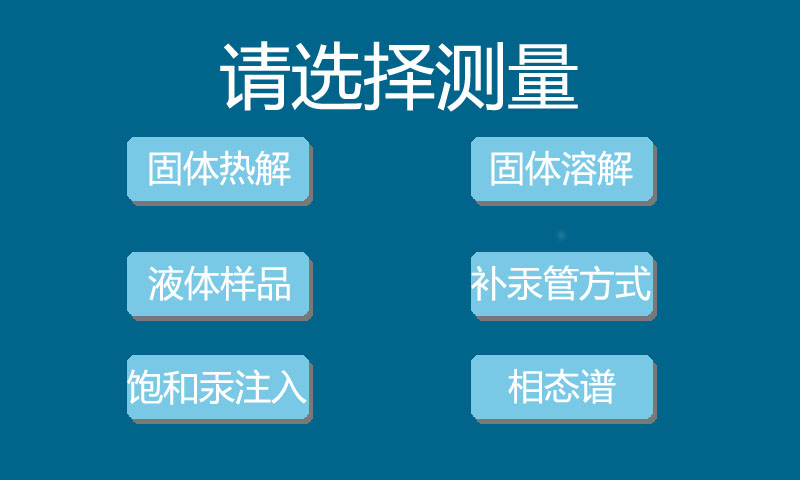 请选择测量
固体热解
固体溶解
液体样品
补汞管方式
饱和汞注入
相态谱